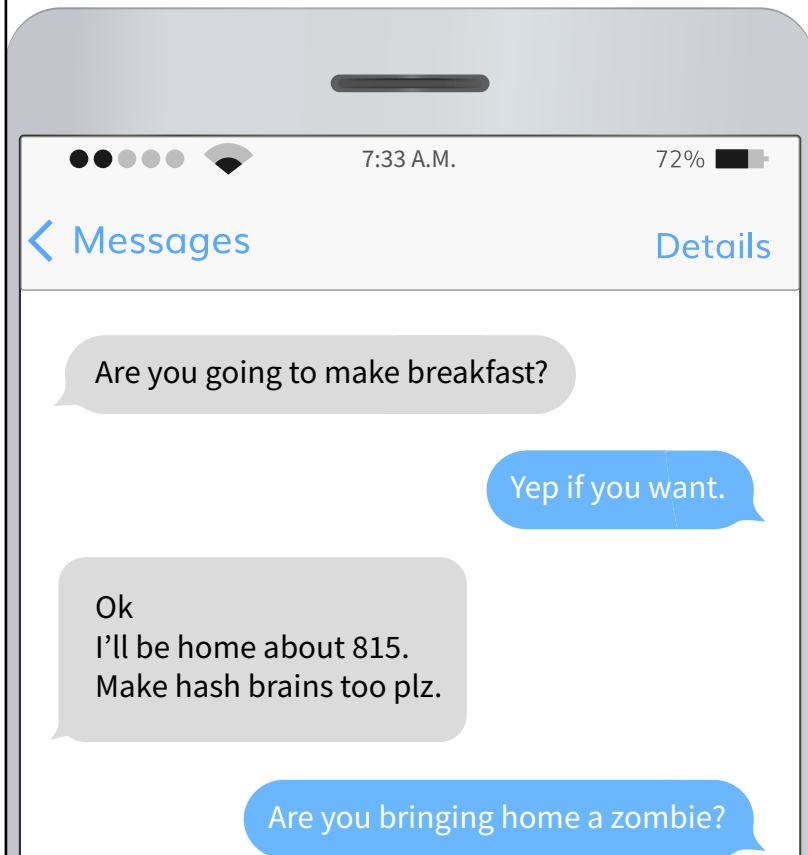 7:33 A.M.
72%
Messages
Details
Are you going to make breakfast?
Yep if you want.
Ok
I’ll be home about 815.
Make hash brains too plz.
Are you bringing home a zombie?